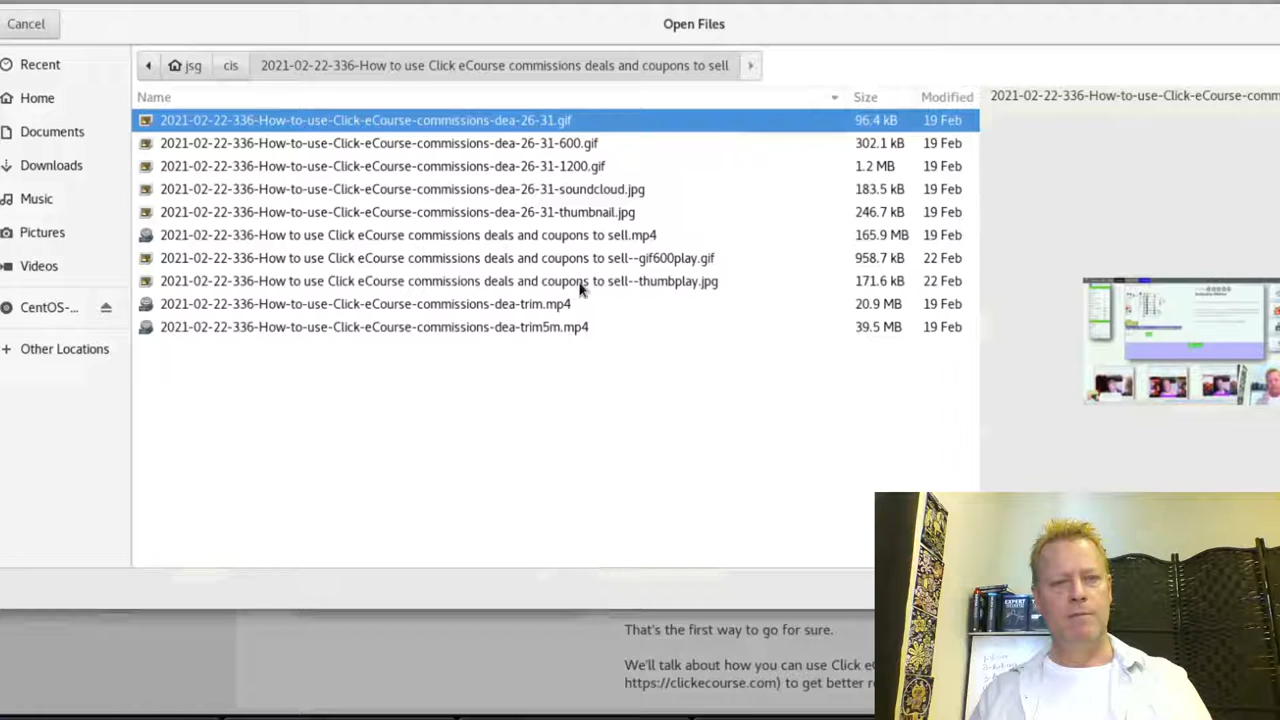 Cancel
Open Files
Recent
Home
Documents
Downloads
Music
Pictures
Videos
CentOS-...
Other Locations
jsg
cis
2021-02-22-336-How to use Click eCourse commissions deals and coupons to sell
Name Size Modified
2021-02-22-336-How-to-use-Click-eCourse-commissions-dea-26-31.gif 96.4 kB 19 Feb
2021-02-22-336-How-to-use-Click-eCourse-commissions-dea-26-31-600.gif 302.1 kB 19 Feb
2021-02-22-336-How-to-use-Click-eCourse-commissions-dea-26-31-1200.gif 1.2 MB 19 Feb
2021-02-22-336-How-to-use-Click-eCourse-commissions-dea-26-31-soundcloud.jpg 183.5 kB 19 Feb
2021-02-22-336-How-to-use-Click-eCourse-commissions-dea-26-31-thumbnail.jpg 246.7 kB 19 Feb
2021-02-22-336-How to use Click eCourse commissions deals and coupons to sell.mp4 165.9 MB 19 Feb
2021-02-22-336-How to use Click eCourse commissions deals and coupons to sell--gif600play.gif 958.7 kB 22 Feb
2021-02-22-336-How to use Click eCourse commissions deals and coupons to sell--thumbplay.jpg 171.6 kB 22 Feb
2021-02-22-336-How-to-use-Click-eCourse-commissions-dea-trim.mp4 20.9 MB 19 Feb
2021-02-22-336-How-to-use-Click-eCourse-commissions-dea-trim5m.mp4 39.5 MB 19 Feb
2021-02-22-336-How-to-use-Click-eCourse-comm
That's the first way to go for sure.
We'll talk about how you can use Click eC
https://clickecourse.com) to get better r
EXPERT